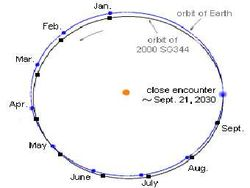 Jan.
orbit of Earth
Feb.
orbit of
2000 SG344
Mar.
close encounter
~ Sept. 21, 2030
Apr.
Sept.
May
Aug.
June
July